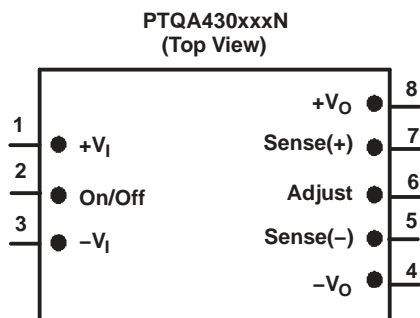 PTQA430xxxN
(Top View)
1
+VI
2
On/Off
3
−VI
+VO
8
Sense(+)
7
Adjust
6
Sense(−)
5
−VO
4